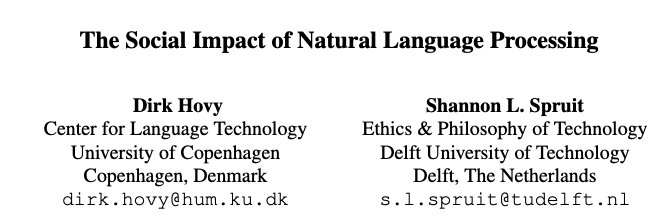 The Social Impact of Natural Language Processing
Dirk Hovy
Center for Language Technology
University of Copenhagen
Copenhagen, Denmark
dirk.hovy@hum.ku.dk
Shannon L. Spruit
Ethics & Philosophy of Technology
Delft University of Technology
Delft, The Netherlands
s.l.spruit@tudelft.nl